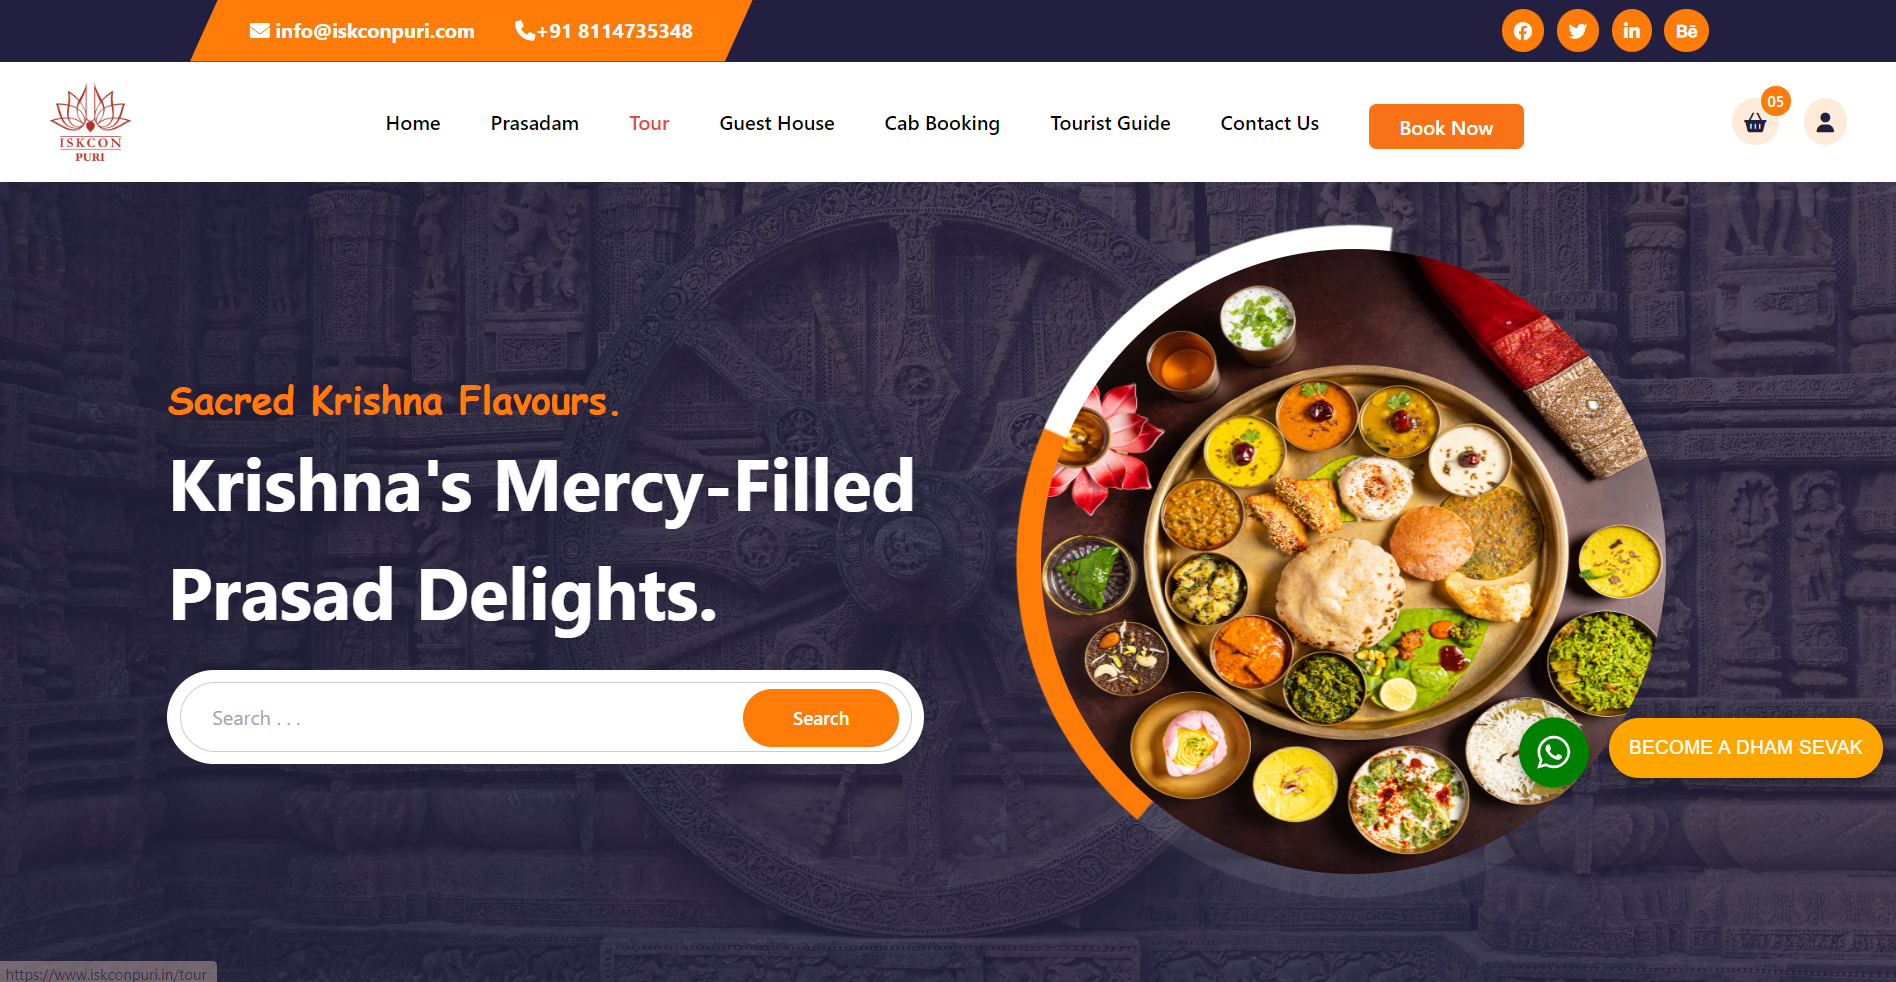 info@iskconpuri.com
+91 8114735348
Bē
ISKCON
PURI
Home
Prasadam
Tour
Guest House
Cab Booking
Tourist Guide
Contact Us
Book Now
05
Sacred Krishna Flavours.
Krishna's Mercy-Filled
Prasad Delights.
Search . . .
Search
BECOME A DHAM SEVAK
https://www.iskconpuri.in/tour